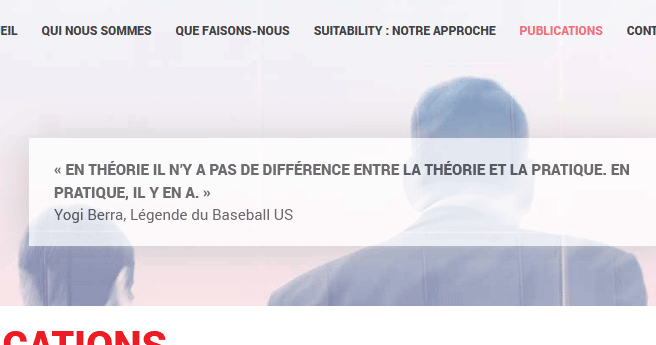 EIL QUI NOUS SOMMES QUE FAISONS-NOUS SUITABILITY : NOTRE APPROCHE PUBLICATIONS CONT
« EN THÉORIE IL N'Y A PAS DE DIFFÉRENCE ENTRE LA THÉORIE ET LA PRATIQUE. EN
PRATIQUE, IL Y EN A. »
Yogi Berra, Légende du Baseball US
CATIONS